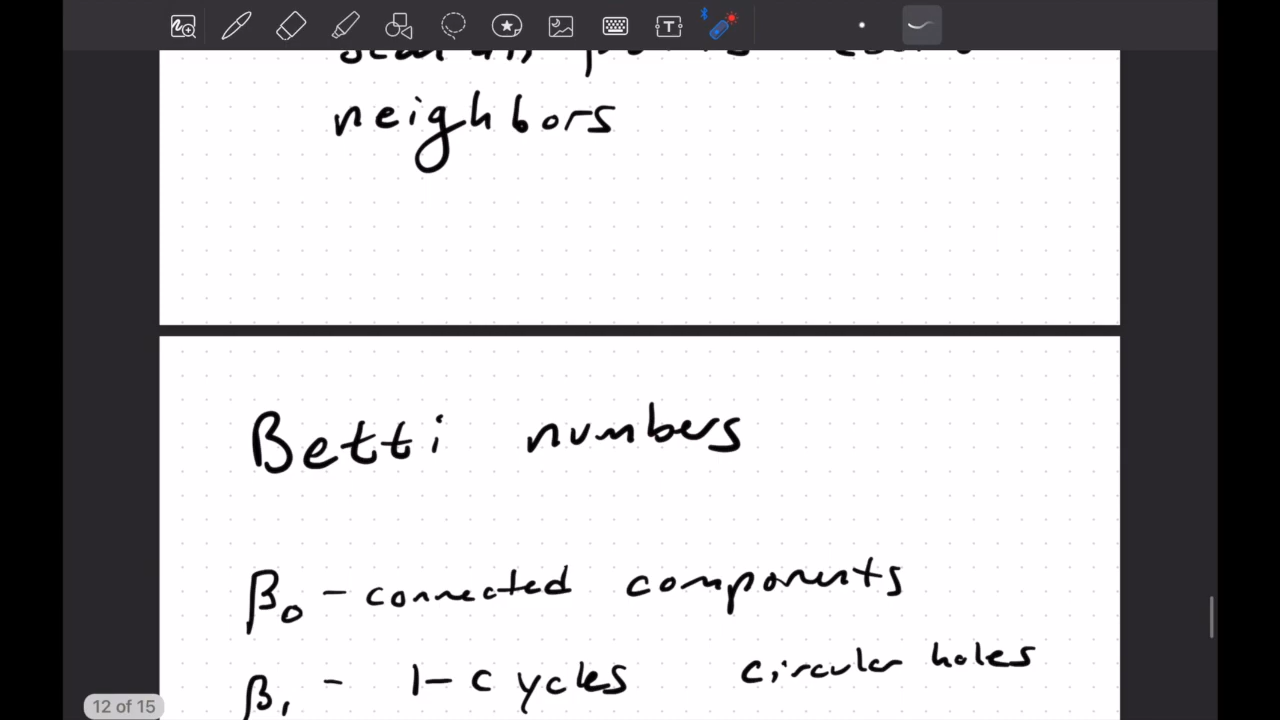 neighbors
Betti numbers
β₀ - connected components
β₁ - 1-cycles circular holes
12 of 15